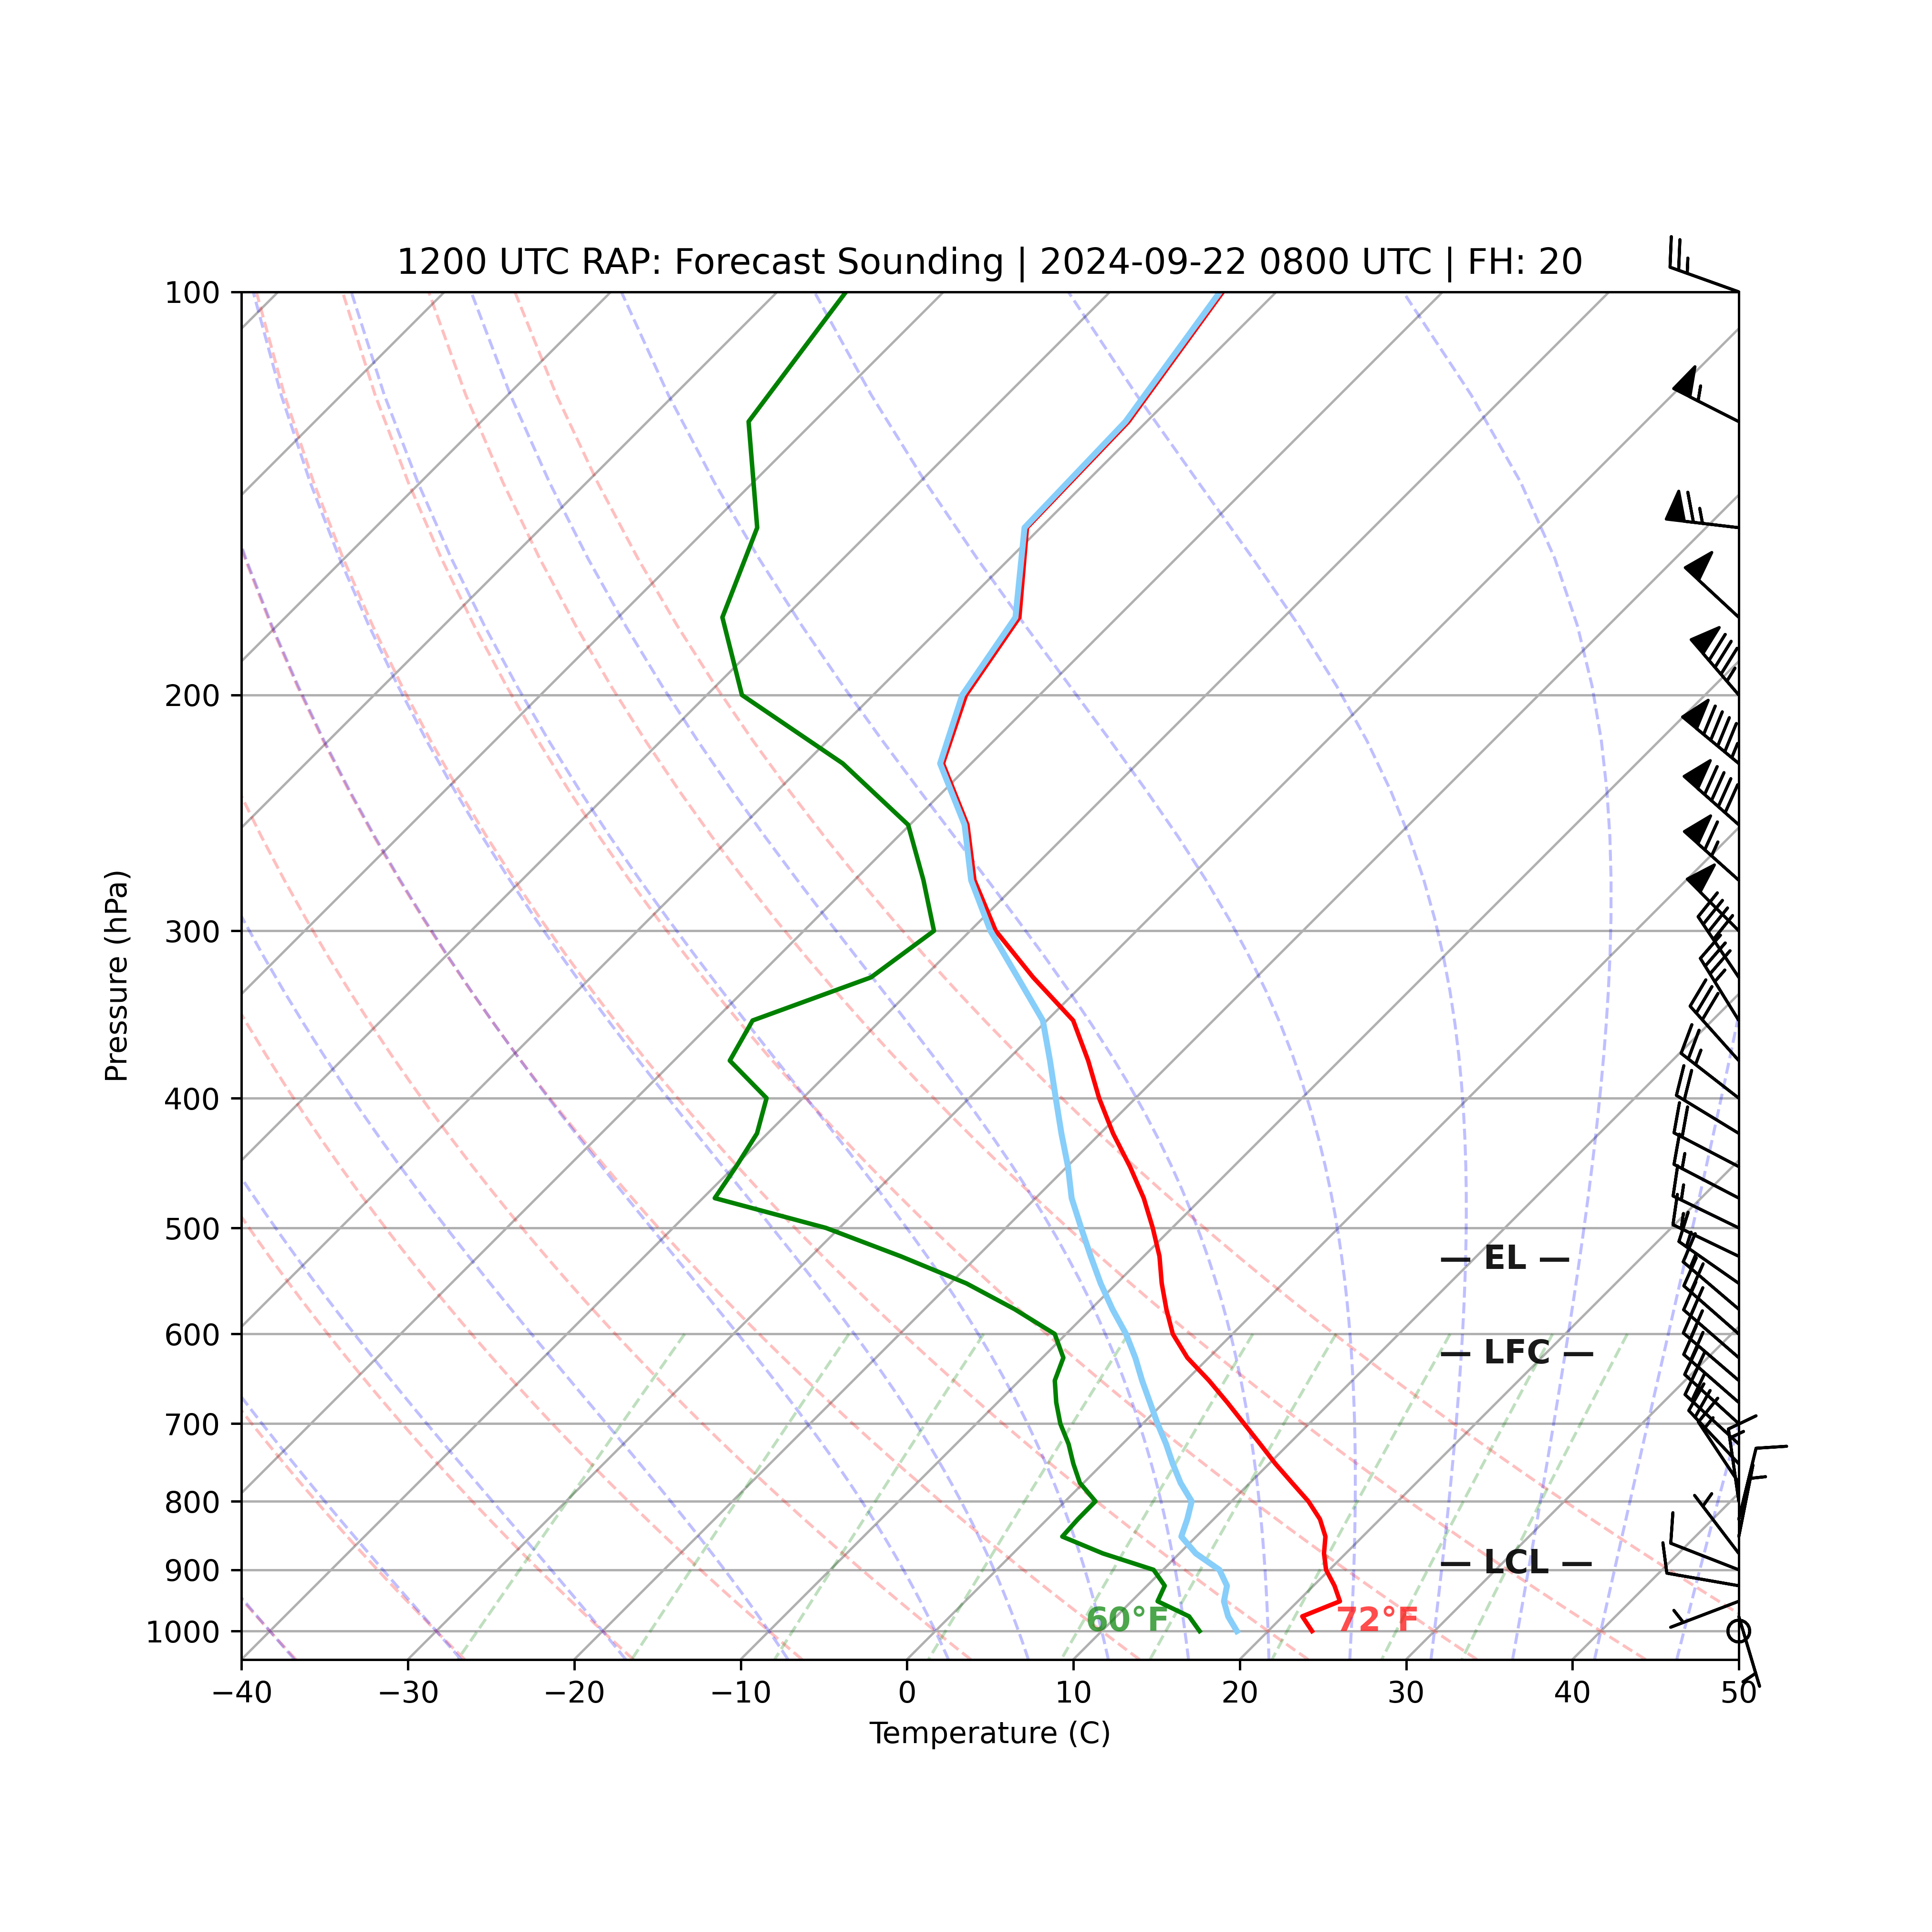 1200 UTC RAP: Forecast Sounding | 2024-09-22 0800 UTC | FH: 20
100
200
300
400
500
600
700
800
900
1000
Pressure (hPa)
— EL —
— LFC —
— LCL —
60°F
72°F
−40
−30
−20
−10
0
10
20
30
40
50
Temperature (C)